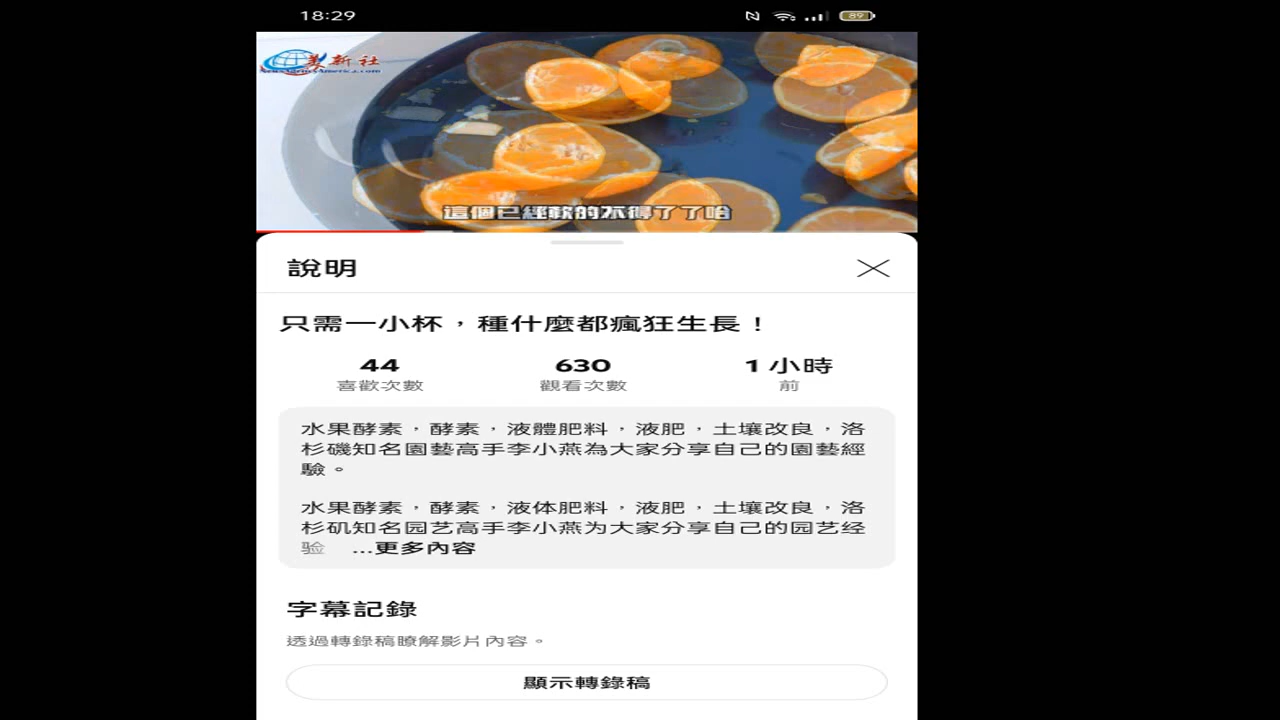 18:29
89
美新社
這個已經軟的不得了了哈
說明
只需一小杯，種什麼都瘋狂生長！
44 630 1 小時
喜歡次數 觀看次數 前
水果酵素，酵素，液體肥料，液肥，土壤改良，洛
杉磯知名園藝高手李小燕為大家分享自己的園藝經
驗。
水果酵素，酵素，液体肥料，液肥，土壤改良，洛
杉矶知名园艺高手李小燕为大家分享自己的园艺经
验 ...更多內容
字幕記錄
透過轉錄稿瞭解影片內容。
顯示轉錄稿